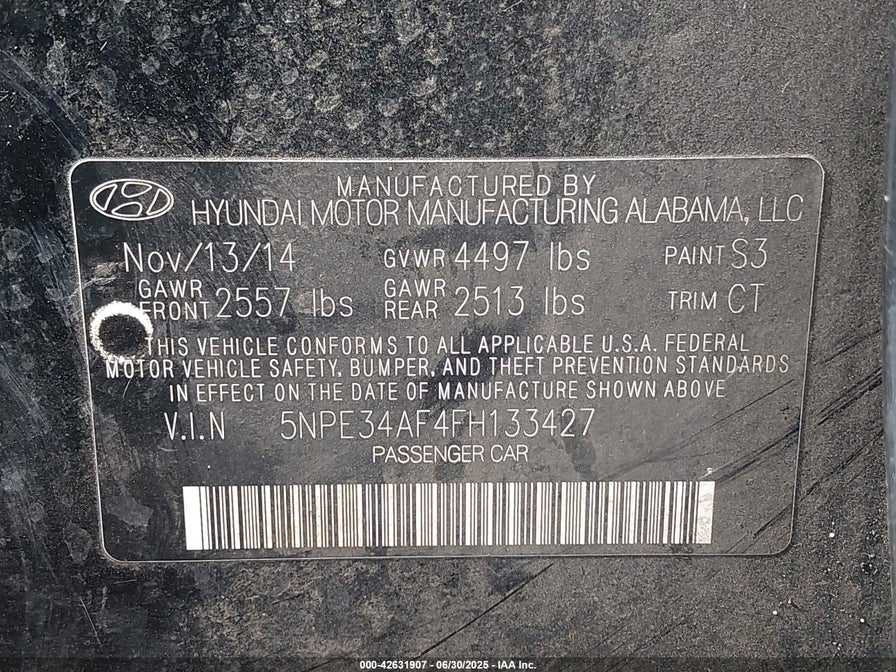 MANUFACTURED BY
HYUNDAI MOTOR MANUFACTURING ALABAMA, LLC
Nov/13/14 GVWR 4497 lbs PAINT S3
GAWR FRONT 2557 lbs GAWR REAR 2513 lbs TRIM CT
THIS VEHICLE CONFORMS TO ALL APPLICABLE U.S.A. FEDERAL
MOTOR VEHICLE SAFETY, BUMPER, AND THEFT PREVENTION STANDARDS
IN EFFECT ON THE DATE OF MANUFACTURE SHOWN ABOVE
V.I.N 5NPE34AF4FH133427
PASSENGER CAR
000-42631907 - 06/30/2025 - IAA Inc.